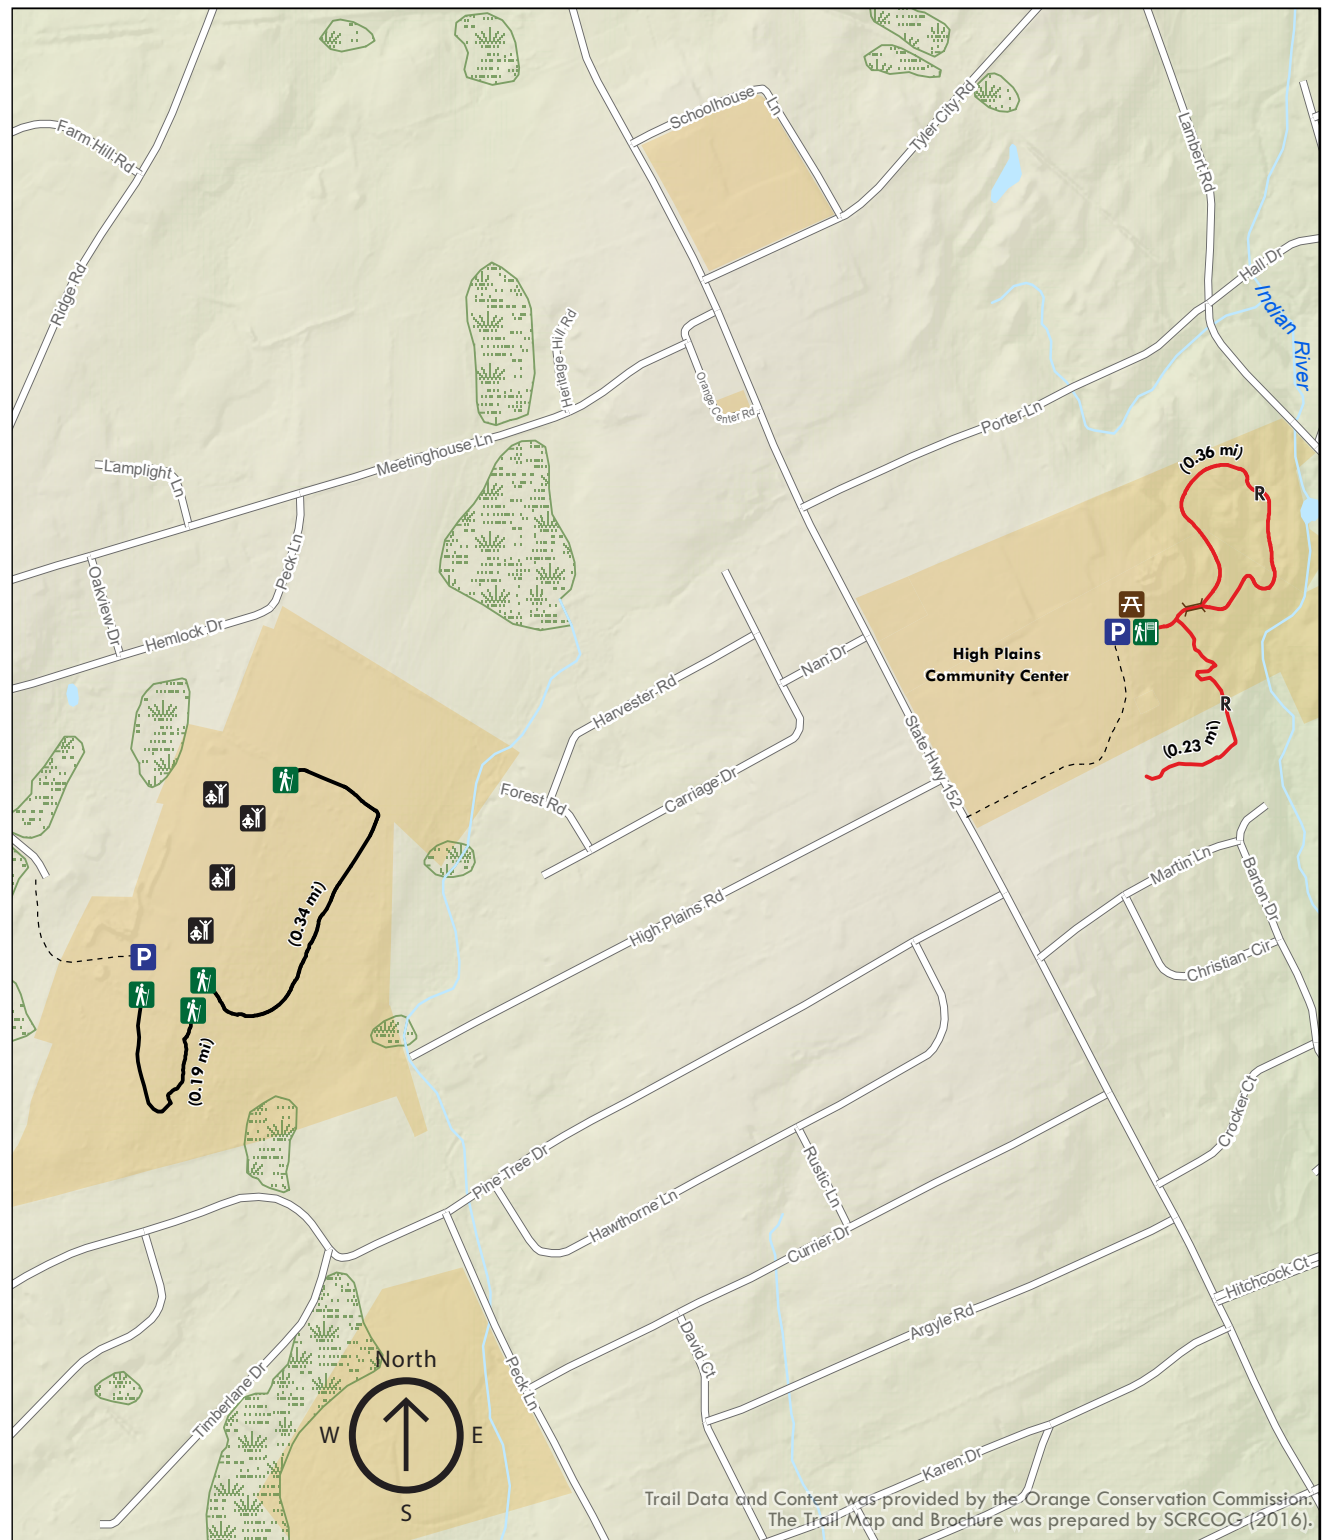 Schoolhouse Ln
Tyler City Rd
Farm Hill Rd
Lambert Rd
Ridge Rd
Hall Dr
Indian River
Heritage Hill Rd
Orange Center Rd
Porter Ln
Meetinghouse Ln
Lamplight Ln
(0.36 mi)
R
Peck Ln
Oakview Dr
Hemlock Dr
P
High Plains
Community Center
Nan Dr
Harvester Rd
R
(0.23 mi)
State Hwy 152
Forest Rd
Carriage Dr
Martin Ln
Barton Dr
(0.34 mi)
High Plains Rd
P
Christian Cir
(0.19 mi)
Crocker Ct
Pine Tree Dr
Rustic Ln
Hawthorne Ln
Currier Dr
Hitchcock Ct
Argyle Rd
David Ct
Peck Ln
Timberlane Dr
North
W
E
S
Karen Dr
Trail Data and Content was provided by the Orange Conservation Commission.
The Trail Map and Brochure was prepared by SCRCOG (2016).